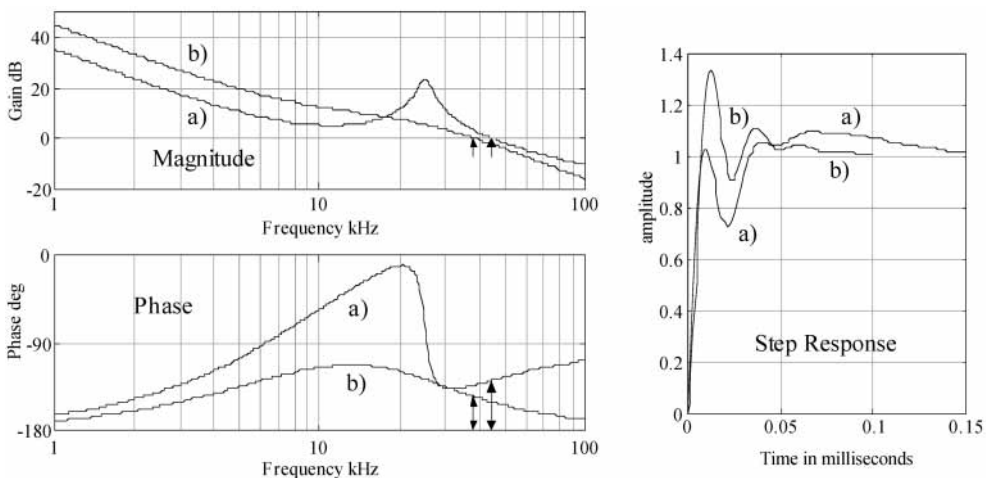 40
20
0
-20
Gain dB
b)
a)
Magnitude
1
10
100
Frequency kHz
0
-90
-180
Phase deg
Phase
a)
b)
1
10
100
Frequency kHz
1.4
1.2
1
0.8
0.6
0.4
0.2
0
amplitude
b)
a)
b)
a)
Step Response
0
0.05
0.1
0.15
Time in milliseconds